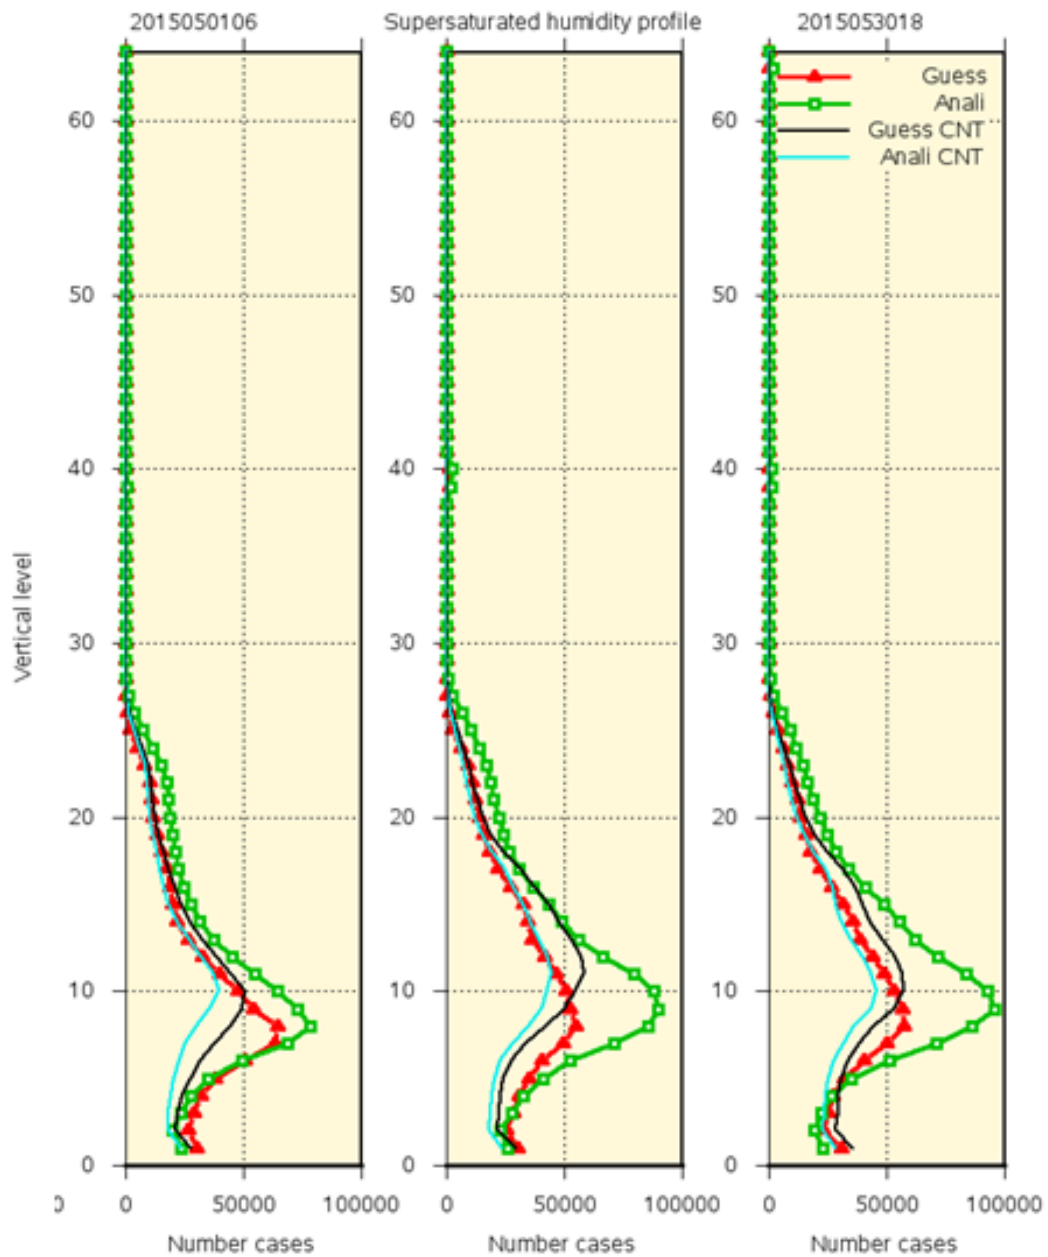 2015050106 Supersaturated humidity profile 2015053018
Guess
Anali
Guess CNT
Anali CNT
60 60 60
50 50 50
40 40 40
30 30 30
20 20 20
10 10 10
0 0 0
Vertical level
0 0 50000 100000 0 50000 100000 0 50000 100000
Number cases Number cases Number cases